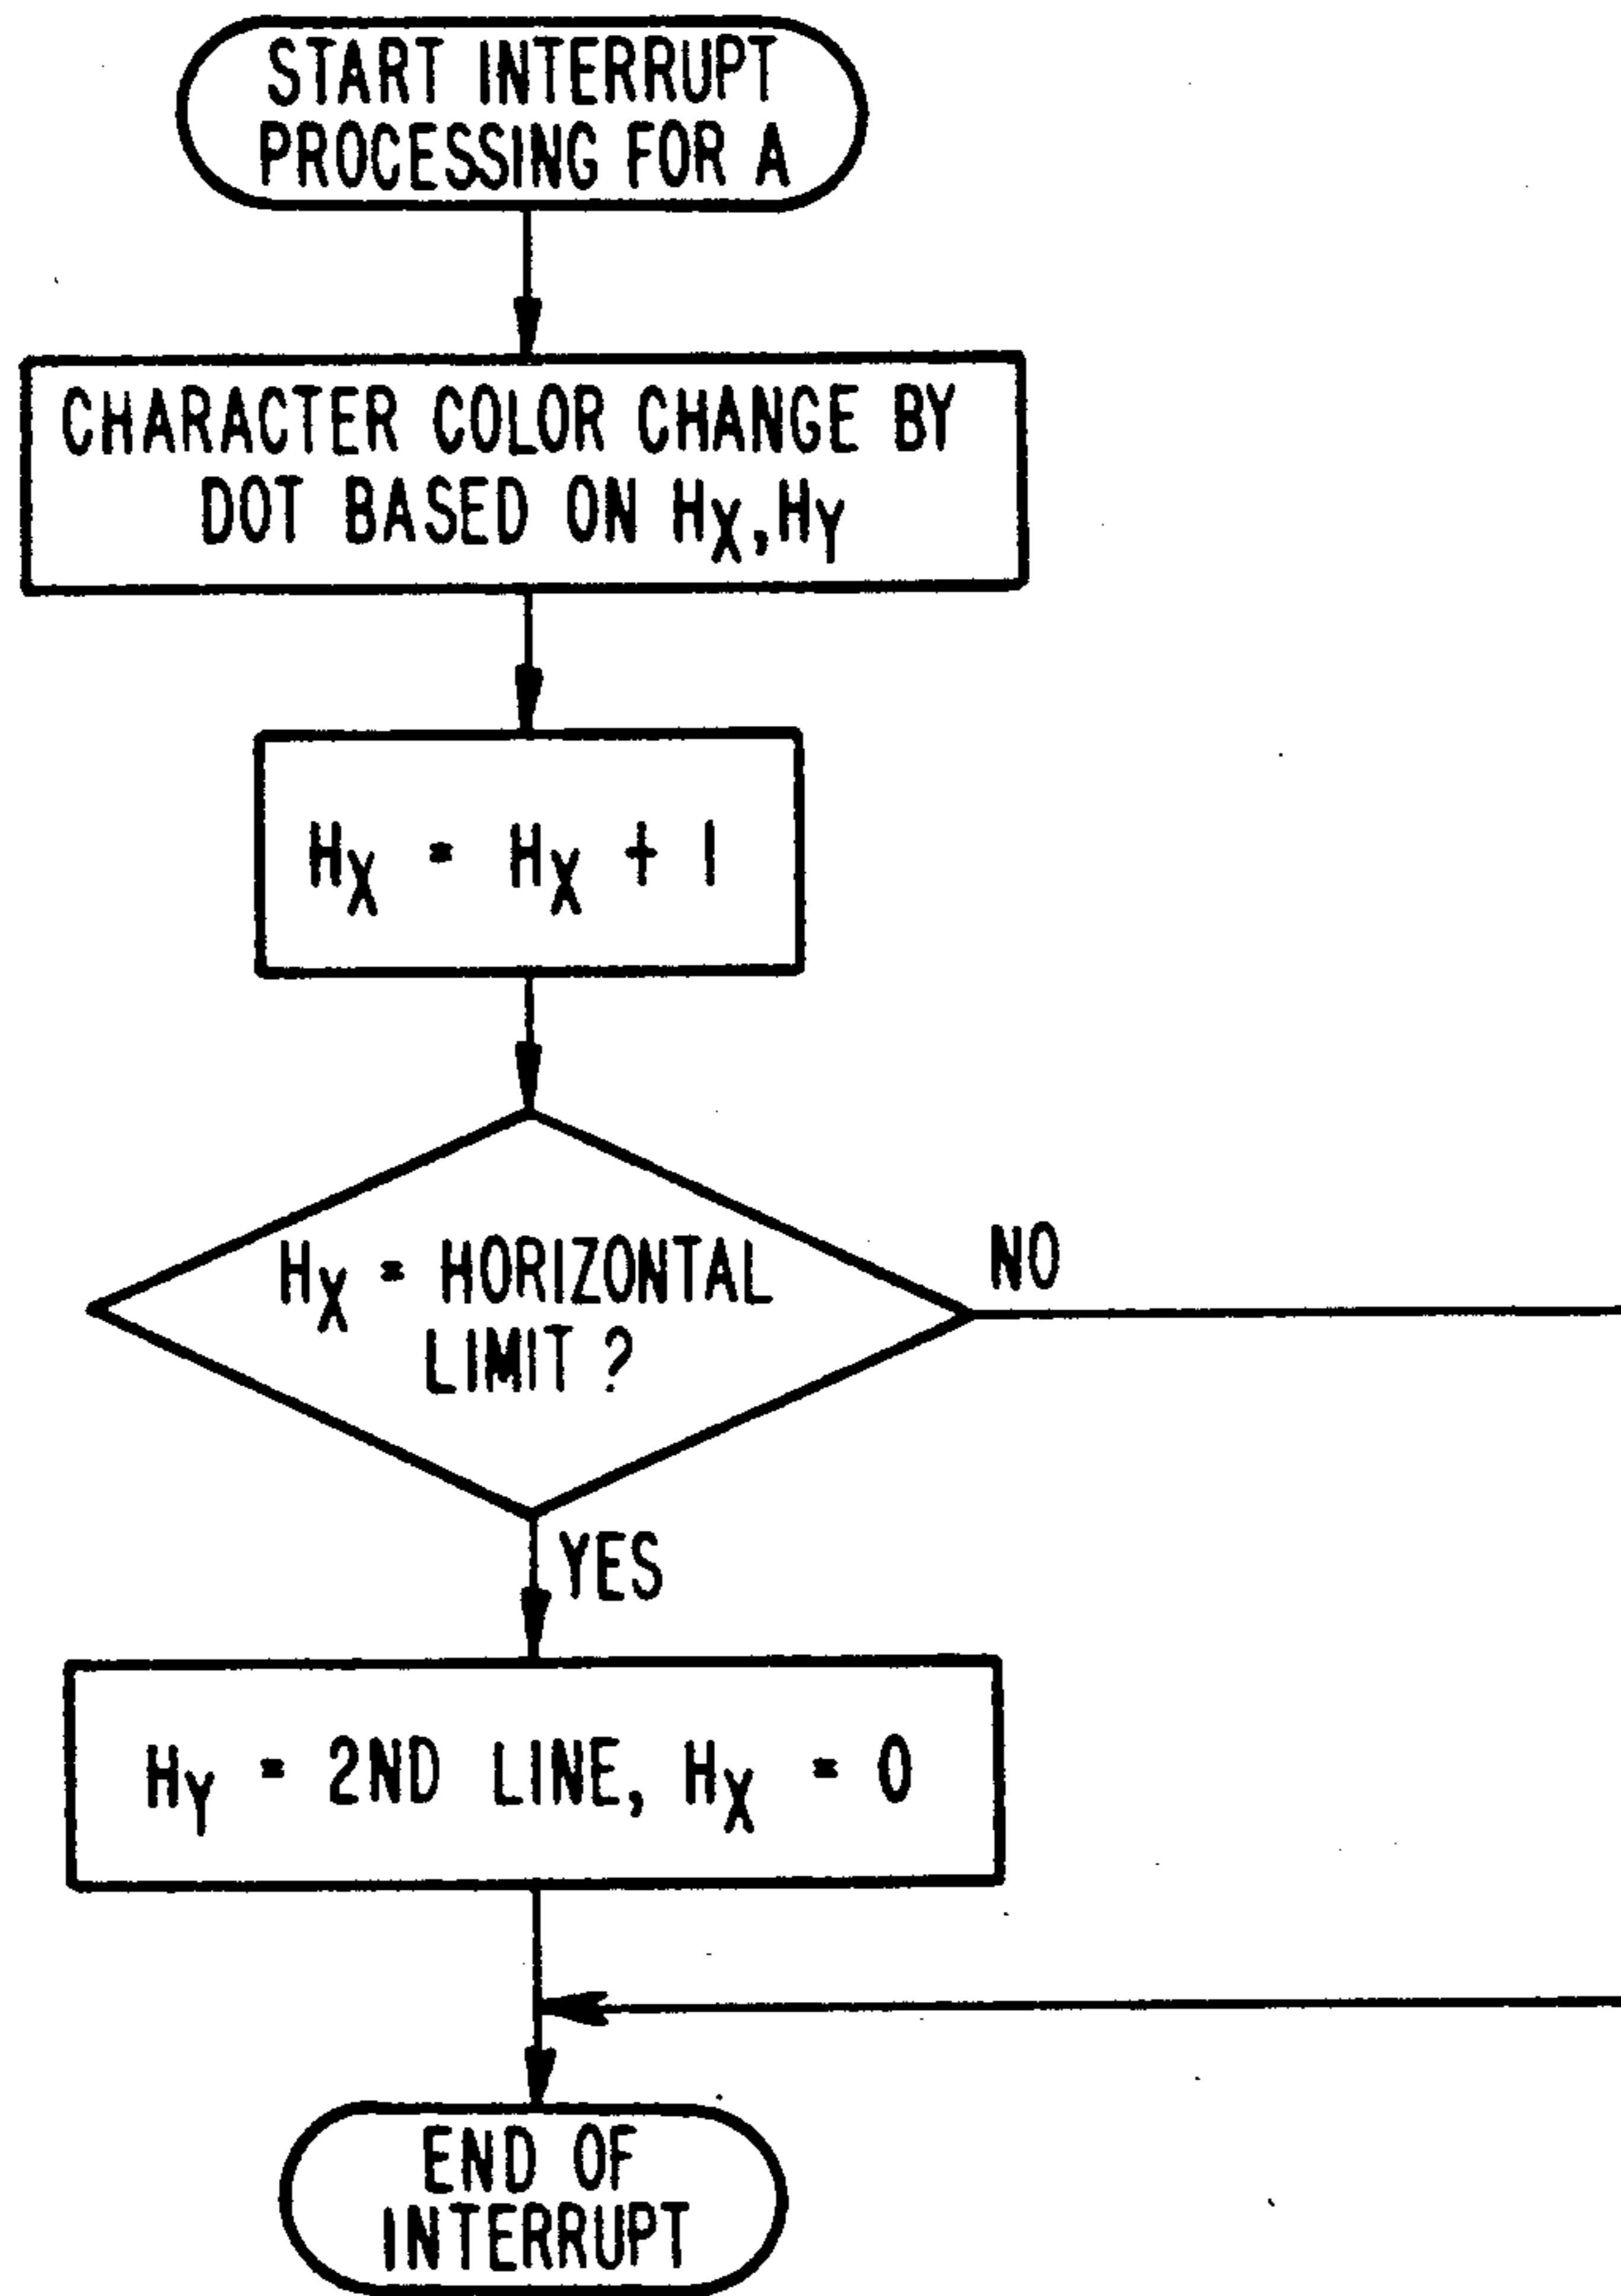 START INTERRUPT
PROCESSING FOR A
CHARACTER COLOR CHANGE BY
DOT BASED ON HX,HY
HX = HX + 1
HX = HORIZONTAL
LIMIT ?
NO
YES
HY = 2ND LINE, HX = 0
END OF
INTERRUPT